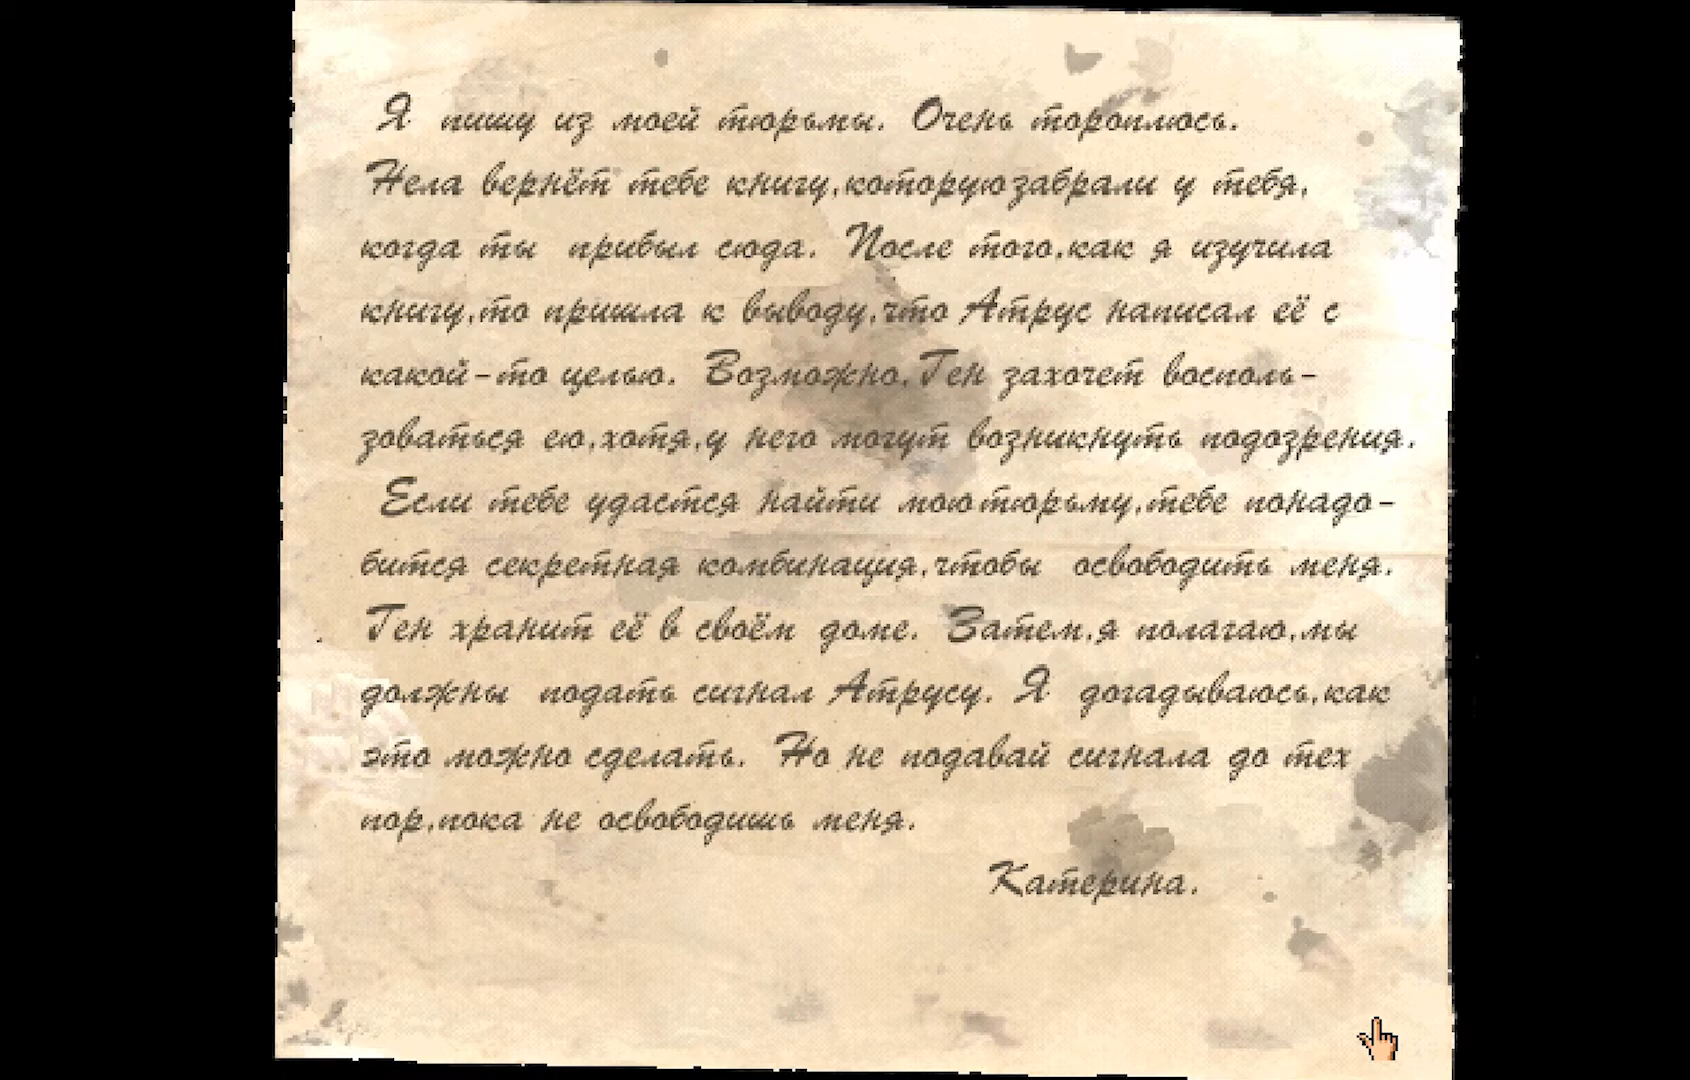 Я пишу из моей тюрьмы. Очень тороплюсь.
Нела вернёт тебе книгу,которую забрали у тебя,
когда ты прибыл сюда. После того,как я изучила
книгу,то пришла к выводу,что Атрус написал её с
какой-то целью. Возможно,Ген захочет восполь-
зоваться ею,хотя,у него могут возникнуть подозрения.
Если тебе удастся найти мою тюрьму,тебе понадо-
бится секретная комбинация,чтобы освободить меня.
Ген хранит её в своём доме. Затем,я полагаю,мы
должны подать сигнал Атрусу. Я догадываюсь,как
это можно сделать. Но не подавай сигнала до тех
пор,пока не освободишь меня.
Катерина.